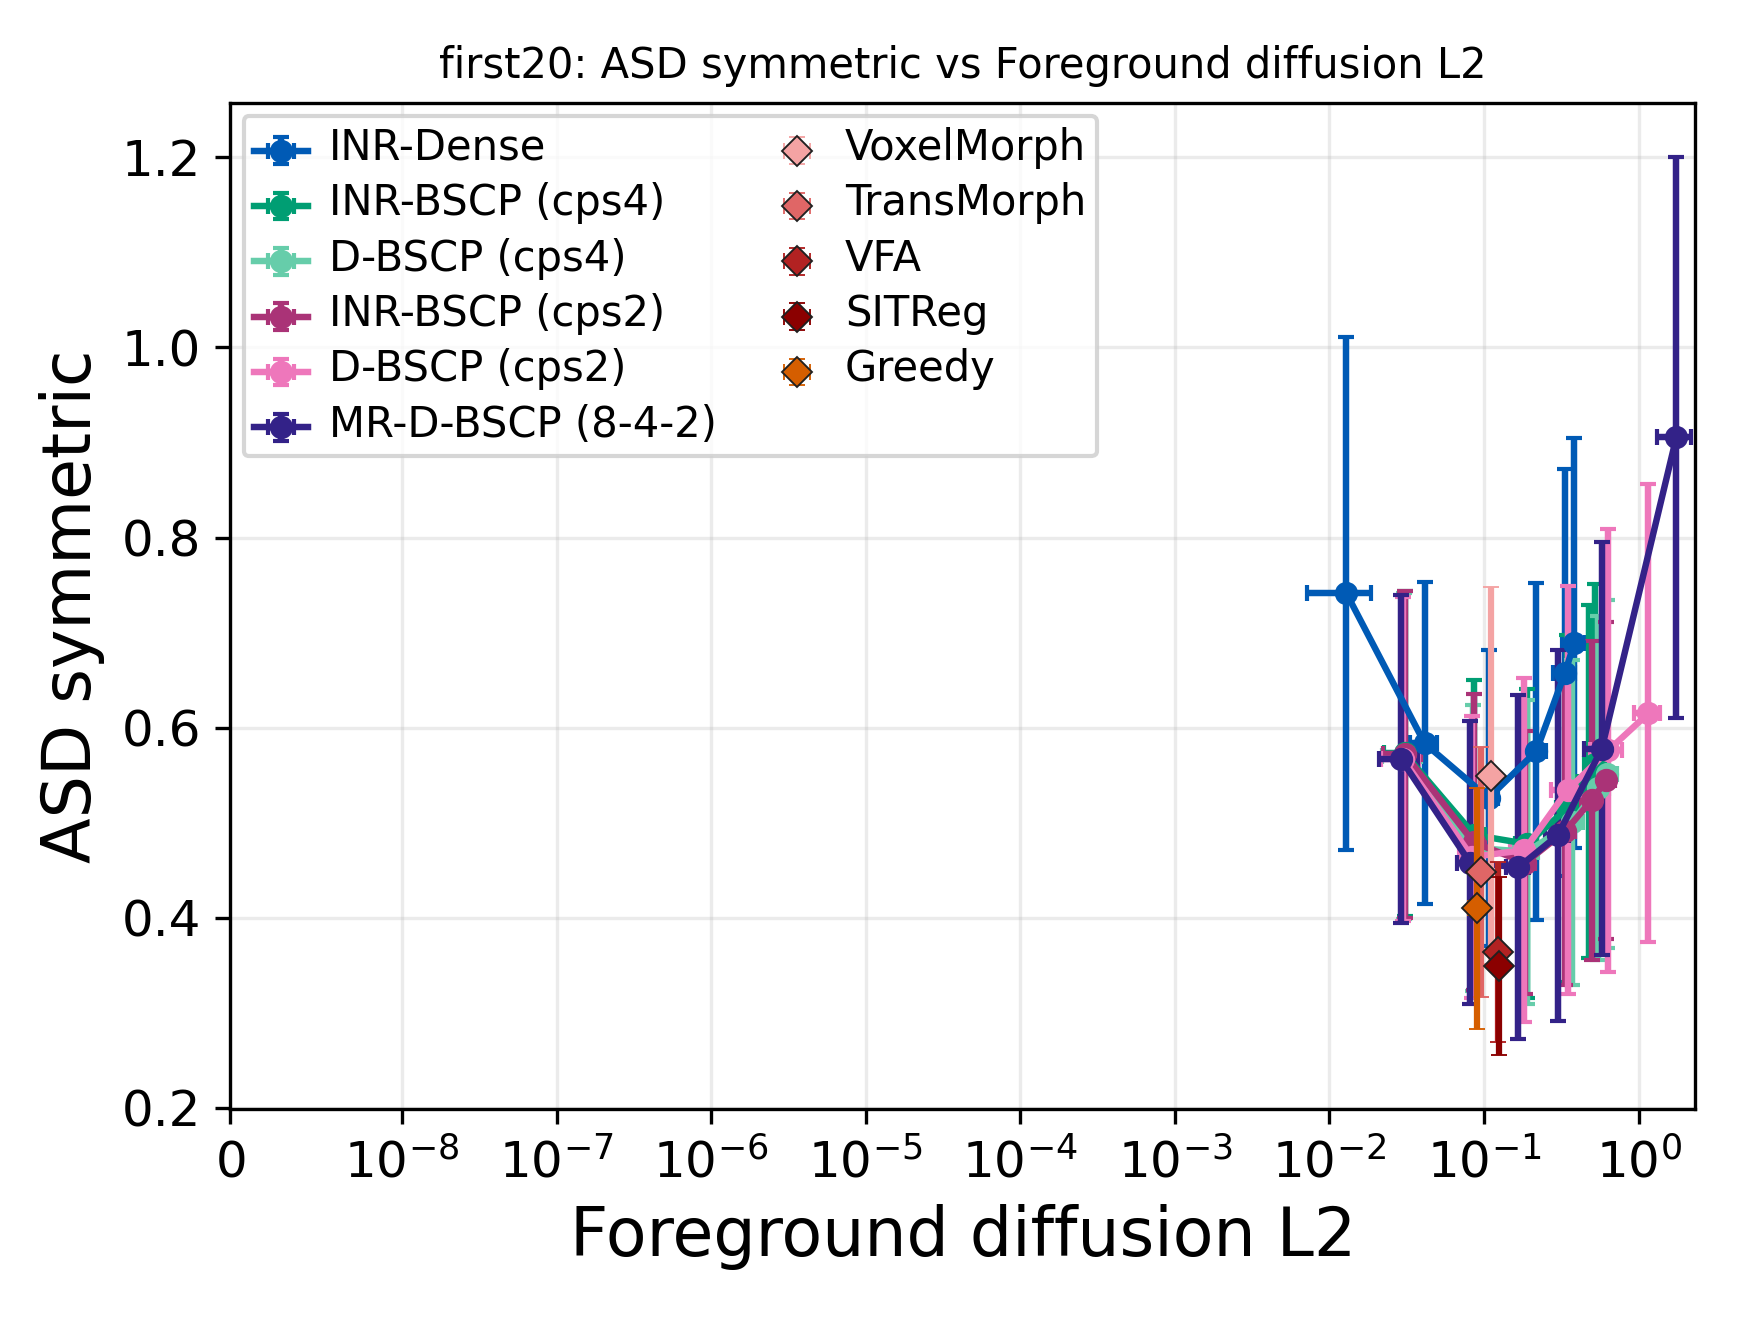 first20: ASD symmetric vs Foreground diffusion L2
INR-Dense
INR-BSCP (cps4)
D-BSCP (cps4)
INR-BSCP (cps2)
D-BSCP (cps2)
MR-D-BSCP (8-4-2)
VoxelMorph
TransMorph
VFA
SITReg
Greedy
ASD symmetric
1.2
1.0
0.8
0.6
0.4
0.2
0 10⁻⁸ 10⁻⁷ 10⁻⁶ 10⁻⁵ 10⁻⁴ 10⁻³ 10⁻² 10⁻¹ 10⁰
Foreground diffusion L2